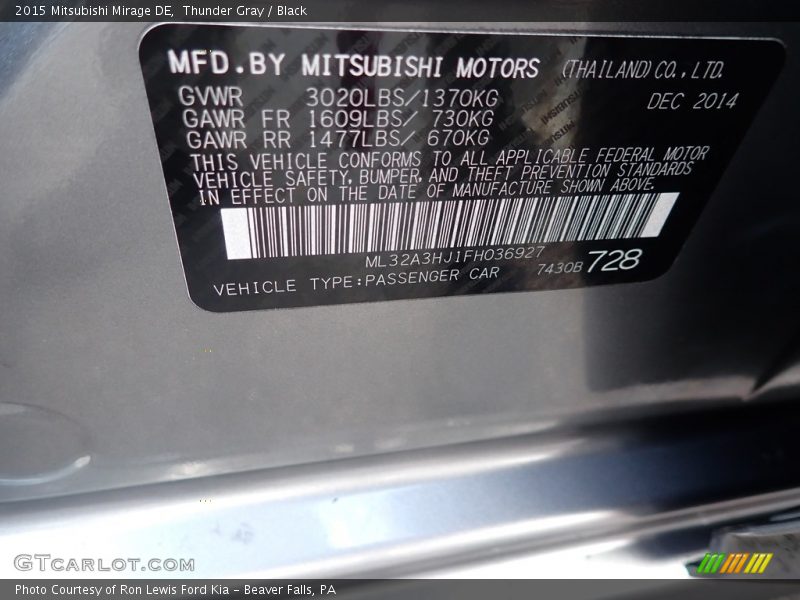 2015 Mitsubishi Mirage DE,  Thunder Gray / Black
MFD.BY MITSUBISHI MOTORS (THAILAND)CO.,LTD.
GVWR 3020LBS/1370KG DEC 2014
GAWR FR 1609LBS/ 730KG
GAWR RR 1477LBS/ 670KG
THIS VEHICLE CONFORMS TO ALL APPLICABLE FEDERAL MOTOR
VEHICLE SAFETY, BUMPER, AND THEFT PREVENTION STANDARDS
IN EFFECT ON THE DATE OF MANUFACTURE SHOWN ABOVE.
ML32A3HJ1FH036927
VEHICLE TYPE:PASSENGER CAR 7430B 728
GTCARLOT.COM
Photo Courtesy of Ron Lewis Ford Kia - Beaver Falls, PA